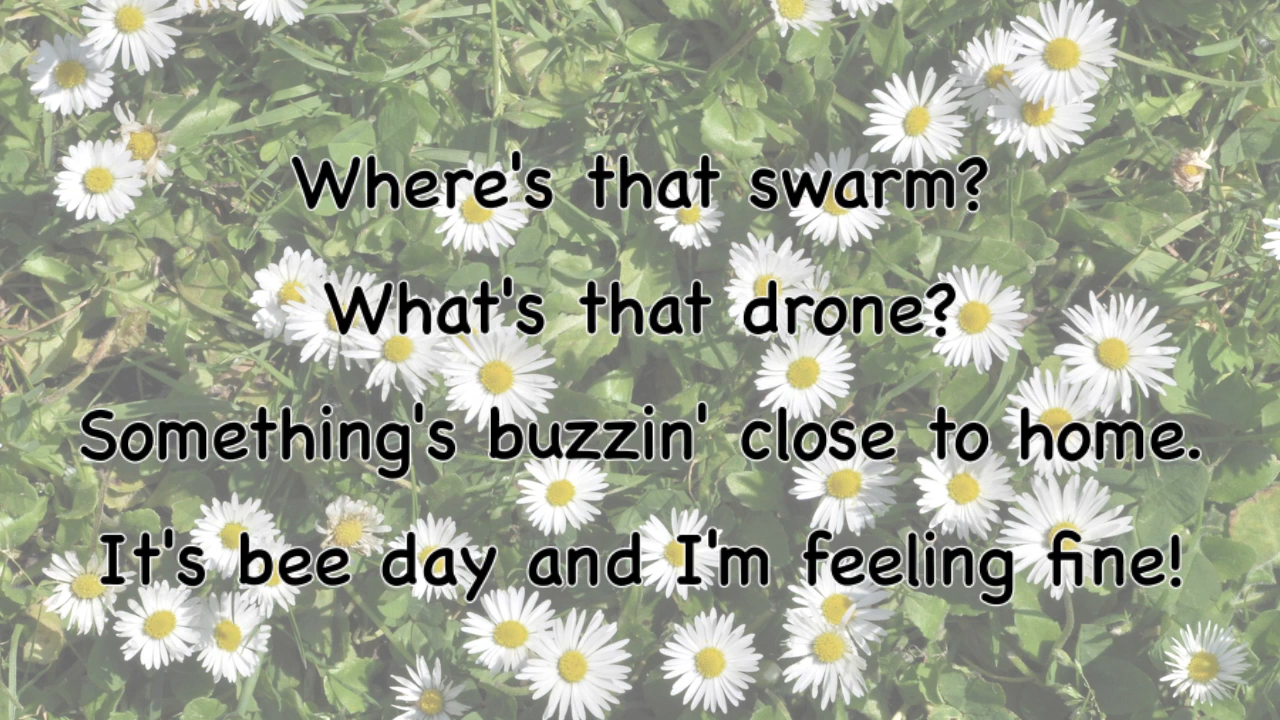 Where's that swarm?
What's that drone?
Something's buzzin' close to home.
It's bee day and I'm feeling fine!